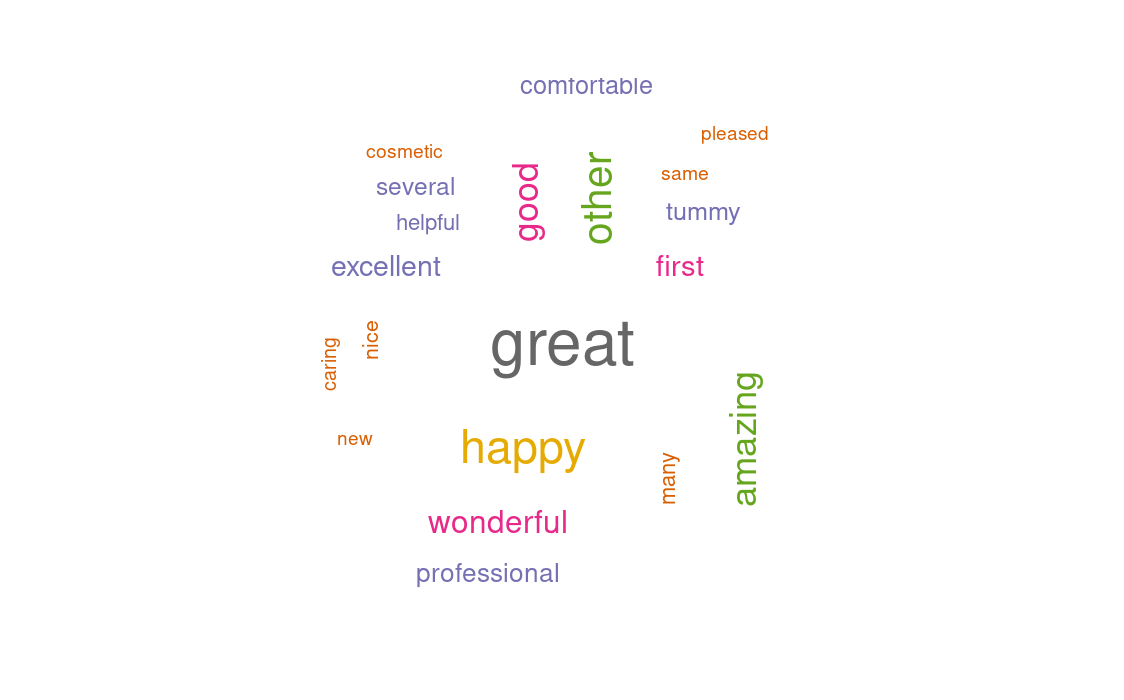 comfortable
pleased
cosmetic
same
several
good
other
tummy
helpful
excellent
first
great
nice
caring
amazing
new
happy
many
wonderful
professional